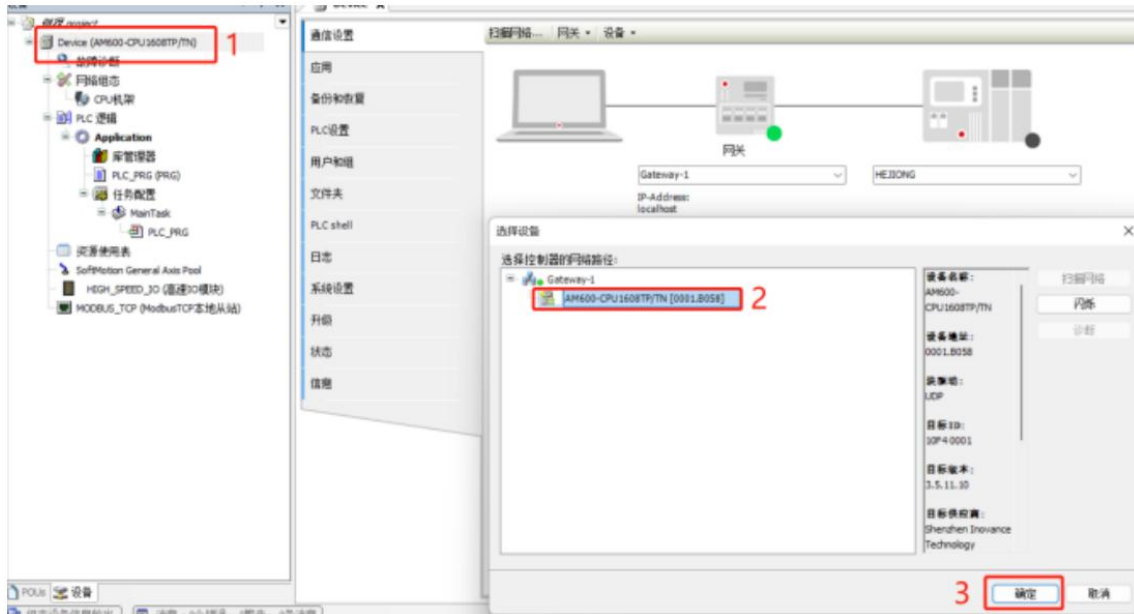 Device (AM600-CPU1608TP/TN)
1
故障诊断
网络组态
CPU机架
PLC 逻辑
Application
库管理器
PLC_PRG (PRG)
任务配置
MainTask
PLC_PRG
资源使用表
SoftMotion General Axis Pool
HIGH_SPEED_IO (高速IO模块)
MODBUS_TCP (ModbusTCP本地从站)
POUs
设备
通信设置
应用
备份和恢复
PLC设置
用户和组
文件夹
PLC shell
日志
系统设置
升级
状态
信息
扫描网络... 网关 设备
网关
Gateway-1
HEJIONG
IP-Address:
localhost
选择设备
选择控制器的网络路径:
Gateway-1
AM600-CPU1608TP/TN [0001.B058]
2
设备名称:
AM600-
CPU1608TP/TN
设备地址:
0001.B058
块驱动:
UDP
目标ID:
10F4 0001
目标版本:
3.5.11.10
目标供应商:
Shenzhen Inovance
Technology
扫描网络
闪烁
诊断
3
确定
取消